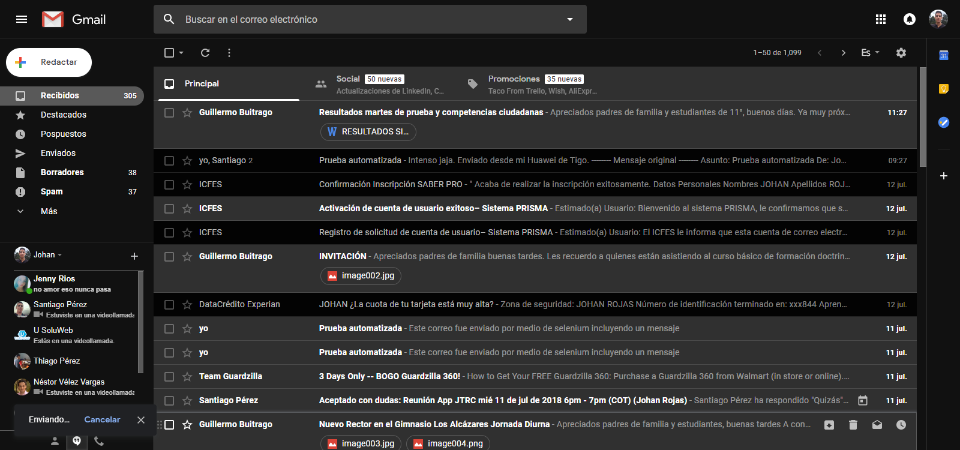 Gmail
Buscar en el correo electrónico
Redactar
1–50 de 1,099
Es
Recibidos 305
Destacados
Pospuestos
Enviados
Borradores 38
Spam 37
Más
Principal
Social 50 nuevas
Actualizaciones de LinkedIn, C...
Promociones 35 nuevas
Taco From Trello, Wish, AliExpr...
Guillermo Buitrago Resultados martes de prueba y competencias ciudadanas - Apreciados padres de familia y estudiantes de 11°, buenos días. Ya muy próx... 11:27
RESULTADOS SI...
yo, Santiago 2 Prueba automatizada - Intenso jaja. Enviado desde mi Huawei de Tigo. ——— Mensaje original ——— Asunto: Prueba automatizada De: Jo... 09:27
ICFES Confirmación Inscripción SABER PRO - " Acaba de realizar la inscripción exitosamente. Datos Personales Nombres JOHAN Apellidos ROJ... 12 jul.
ICFES Activación de cuenta de usuario exitoso– Sistema PRISMA - Estimado(a) Usuario: Bienvenido al sistema PRISMA, le confirmamos que s... 12 jul.
ICFES Registro de solicitud de cuenta de usuario– Sistema PRISMA - Estimado(a) Usuario: El ICFES le informa que esta cuenta de correo electr... 12 jul.
Guillermo Buitrago INVITACIÓN - Apreciados padres de familia buenas tardes. Les recuerdo a quienes están asistiendo al curso básico de formación doctrin... 12 jul.
image002.jpg
DataCrédito Experian JOHAN ¿La cuota de tu tarjeta está muy alta? - Zona de seguridad: JOHAN ROJAS Número de identificación terminado en: xxx844 Apren... 12 jul.
yo Prueba automatizada - Este correo fue enviado por medio de selenium incluyendo un mensaje 11 jul.
yo Prueba automatizada - Este correo fue enviado por medio de selenium incluyendo un mensaje 11 jul.
Team Guardzilla 3 Days Only -- BOGO Guardzilla 360! - How to Get Your FREE Guardzilla 360: Purchase a Guardzilla 360 from Walmart (in store or online).... 11 jul.
Santiago Pérez Aceptado con dudas: Reunión App JTRC mié 11 de jul de 2018 6pm - 7pm (COT) (Johan Rojas) - Santiago Pérez ha respondido "Quizás"... 11 jul.
Guillermo Buitrago Nuevo Rector en el Gimnasio Los Alcázares Jornada Diurna - Apreciados padres de familia y estudiantes, buenas tardes A con...
image003.jpg image004.png
Johan
Jenny Rios
no amor eso nunca pasa
Santiago Pérez
Estuviste en una videollamada
U SoluWeb
Estás en una videollamada.
Thiago Pérez
Néstor Vélez Vargas
Estuviste en una videollamada
Enviando... Cancelar